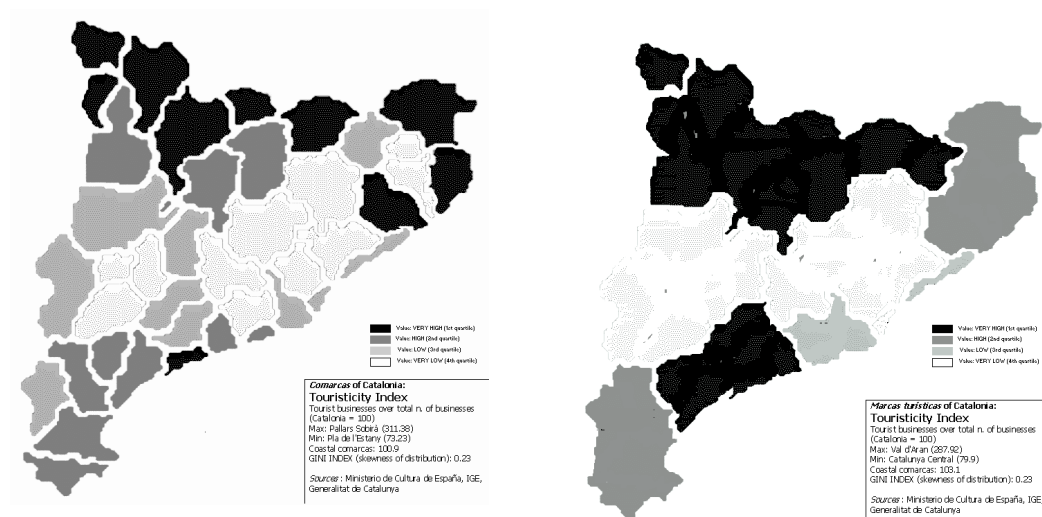 Value: VERY HIGH (1st quartile)
Value: HIGH (2nd quartile)
Value: LOW (3rd quartile)
Value: VERY LOW (4th quartile)
Comarcas of Catalonia:
Touristicity Index
Tourist businesses over total n. of businesses
(Catalonia = 100)
Max: Pallars Sobirà (311.38)
Min: Pla de l'Estany (73.23)
Coastal comarcas: 100.9
GINI INDEX (skewness of distribution): 0.23
Sources: Ministerio de Cultura de España, IGE,
Generalitat de Catalunya
Value: VERY HIGH (1st quartile)
Value: HIGH (2nd quartile)
Value: LOW (3rd quartile)
Value: VERY LOW (4th quartile)
Marcas turísticas of Catalonia:
Touristicity Index
Tourist businesses over total n. of businesses
(Catalonia = 100)
Max: Val d'Aran (287.92)
Min: Catalunya Central (79.9)
Coastal comarcas: 103.1
GINI INDEX (skewness of distribution): 0.23
Sources: Ministerio de Cultura de España, IGE
Generalitat de Catalunya